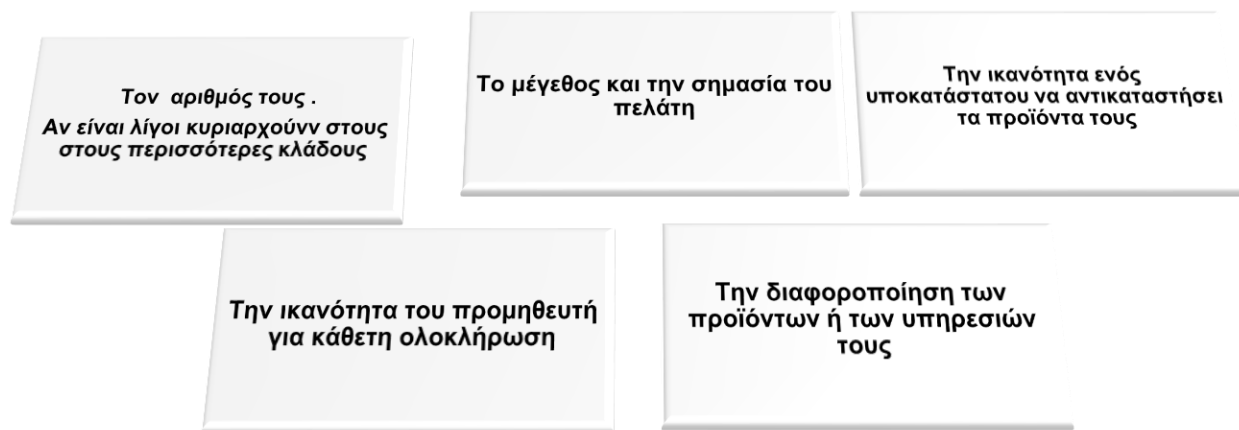 Τον  αριθμός τους .
Αν είναι λίγοι κυριαρχούνν στους
στους περισσότερες κλάδους
Το μέγεθος και την σημασία του
πελάτη
Την ικανότητα ενός
υποκατάστατου να αντικαταστήσει
τα προϊόντα τους
Την ικανότητα του προμηθευτή
για κάθετη ολοκλήρωση
Την διαφοροποίηση των
προϊόντων ή των υπηρεσιών
τους